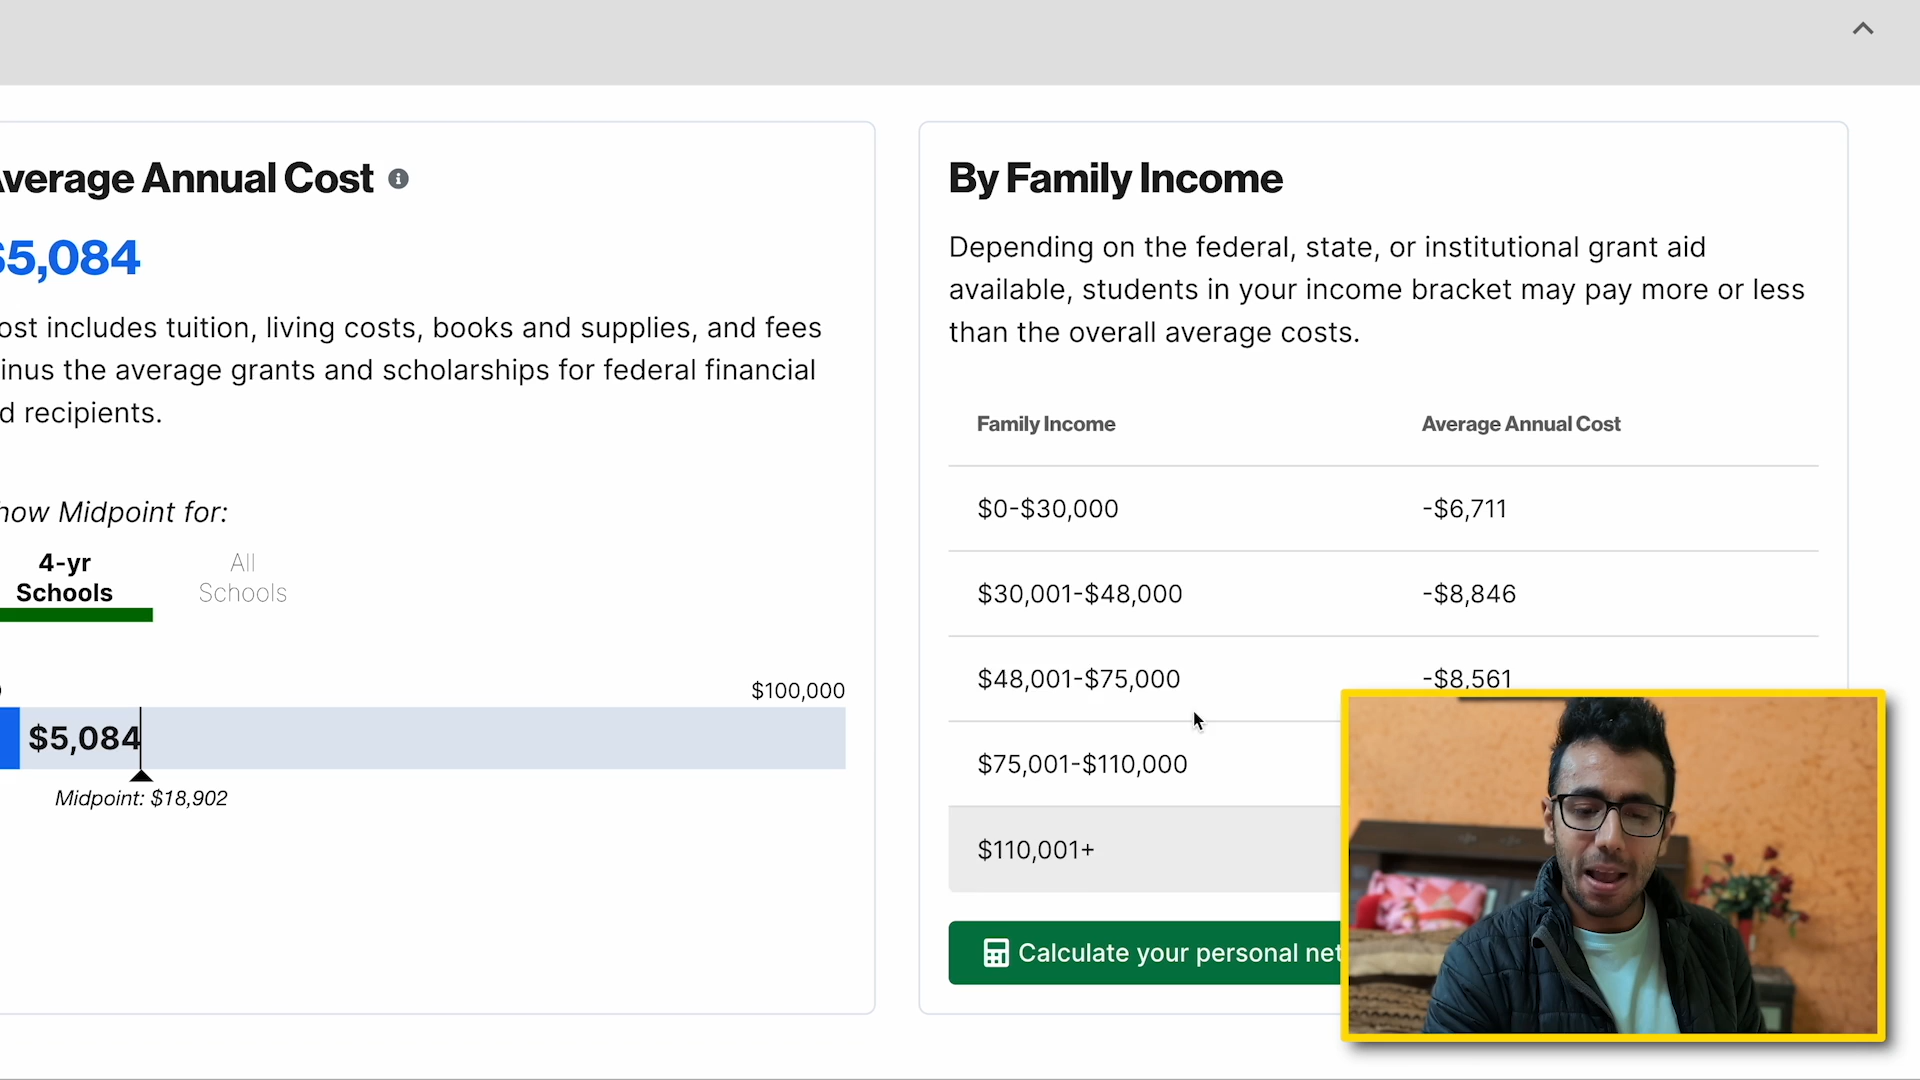 verage Annual Cost
$5,084
ost includes tuition, living costs, books and supplies, and fees
inus the average grants and scholarships for federal financial
d recipients.
how Midpoint for:
4-yr
Schools
All
Schools
$100,000
$5,084
Midpoint: $18,902
By Family Income
Depending on the federal, state, or institutional grant aid
available, students in your income bracket may pay more or less
than the overall average costs.
Family Income Average Annual Cost
$0-$30,000 -$6,711
$30,001-$48,000 -$8,846
$48,001-$75,000 -$8,561
$75,001-$110,000
$110,001+
Calculate your personal net